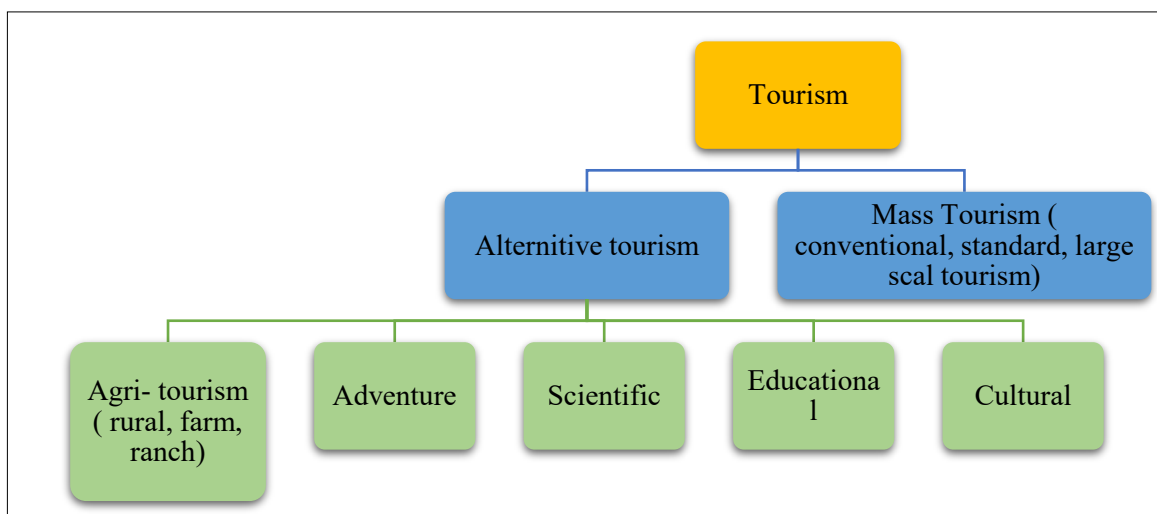 Tourism
Alternitive tourism
Mass Tourism (
conventional, standard, large
scal tourism)
Agri- tourism
( rural, farm,
ranch)
Adventure
Scientific
Educationa
l
Cultural